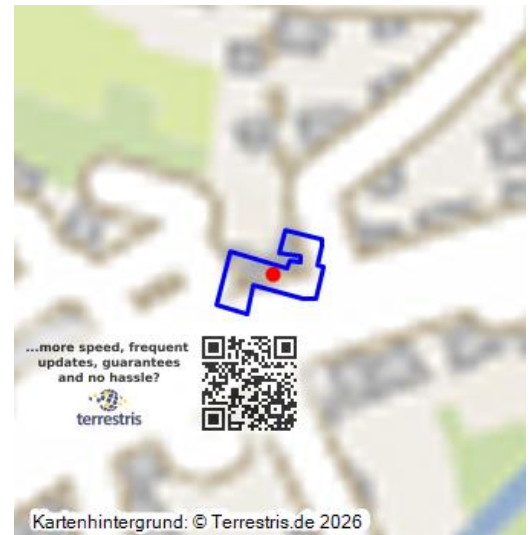 ...more speed, frequent
updates, guarantees
and no hassle?
terrestris
Kartenhintergrund: © Terrestris.de 2026